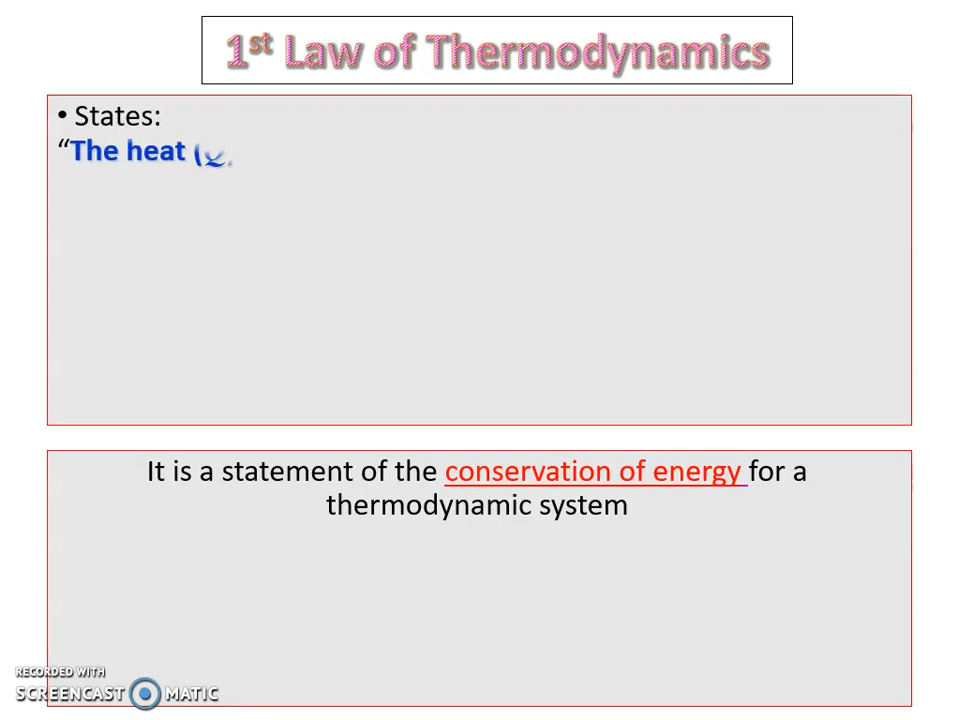 1st Law of Thermodynamics
• States:
“The heat (Q
It is a statement of the conservation of energy for a
thermodynamic system
RECORDED WITH
SCREENCAST MATIC